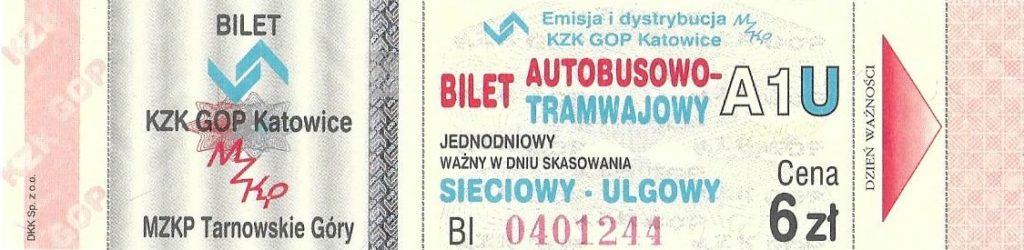 KZK GOP
DKK Sp. z o.o.
BILET
KZK GOP Katowice
MZKP
MZKP Tarnowskie Góry
Emisja i dystrybucja MZKP
KZK GOP Katowice
BILET AUTOBUSOWO-
TRAMWAJOWY
A1U
JEDNODNIOWY
WAŻNY W DNIU SKASOWANIA
SIECIOWY - ULGOWY
BI 0401244
Cena
6 zł
DZIEŃ WAŻNOŚCI